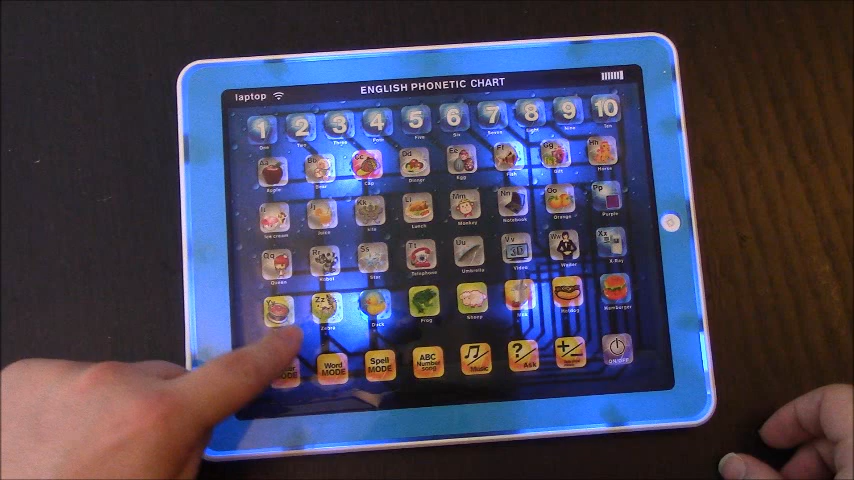 laptop
ENGLISH PHONETIC CHART
1 2 3 4 5 6 7 8 9 10
One Two Three Four Five Six Seven Eight Nine Ten
Aa Bb Cc Dd Ee Ff Gg Hh
Apple Bear Cap Dinner Egg Fish Gift Horse
Ii Jj Kk Ll Mm Nn Oo Pp
Ice cream Juice Kite Lunch Monkey Notebook Orange Purple
Qq Rr Ss Tt Uu Vv Ww Xx
Queen Robot Star Telephone Umbrella Video Waiter X-Ray
Zz
Zebra Duck Frog Sheep Hotdog Hamburger
MODE
Word MODE
Spell MODE
ABC Number song
Music
? Ask
+ −
ON/OFF